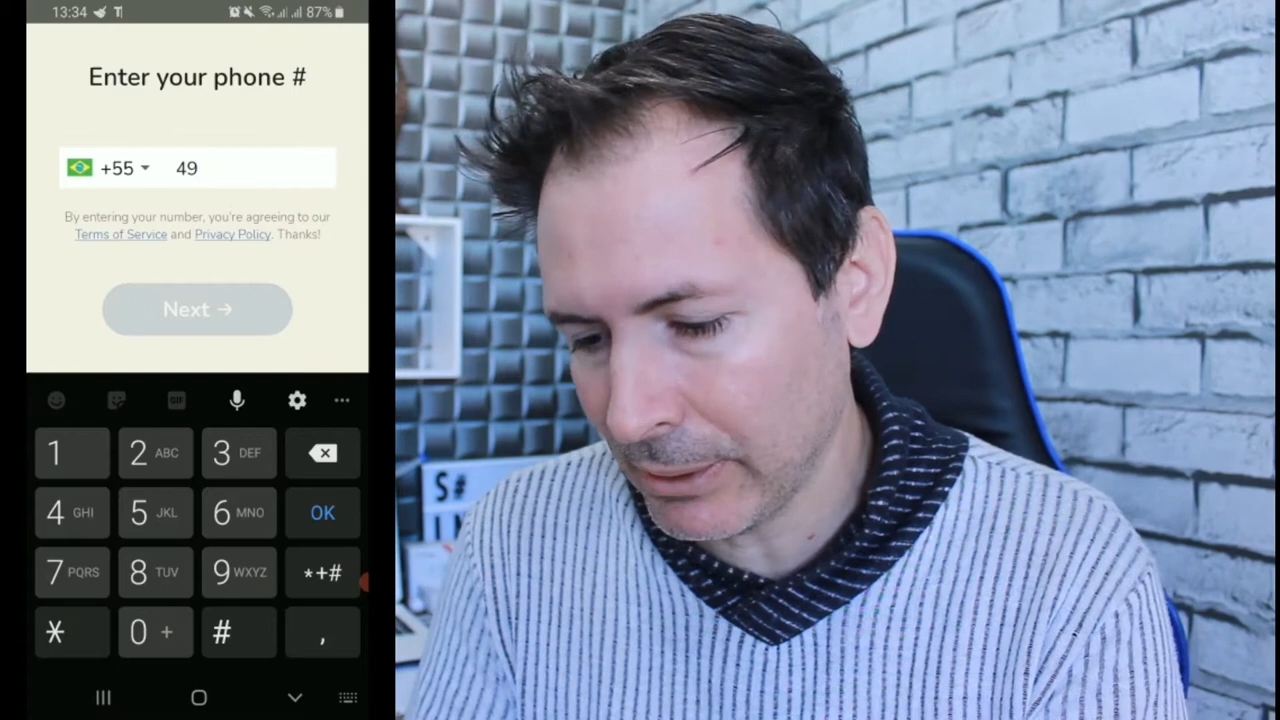 13:34 87%
Enter your phone #
+55 49
By entering your number, you're agreeing to our
Terms of Service and Privacy Policy. Thanks!
Next →
GIF
1 2 ABC 3 DEF
4 GHI 5 JKL 6 MNO OK
7 PQRS 8 TUV 9 WXYZ *+#
* 0 + # ,
S#